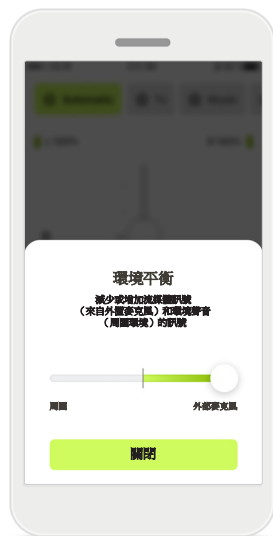 Automatic
環境平衡
減少或增加流媒體訊號
（來自外置麥克風）和環境聲音
（周圍環境）的訊號
周圍
外部麥克風
關閉